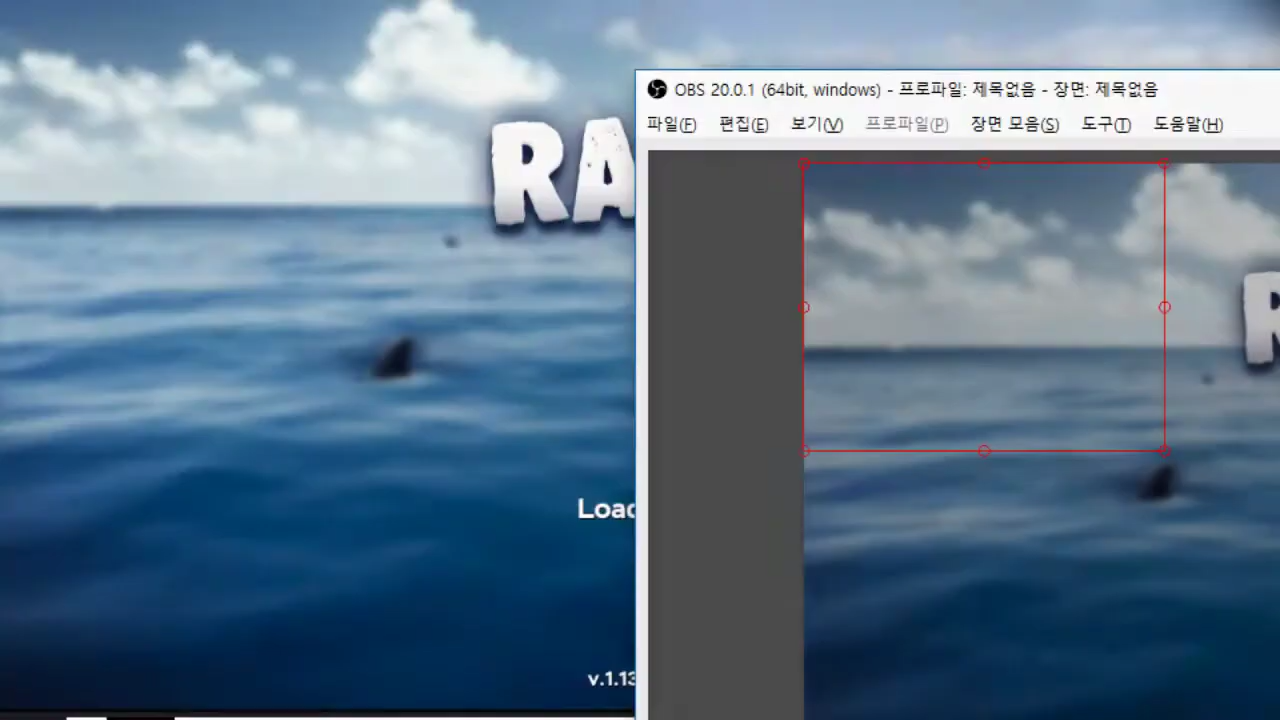 OBS 20.0.1 (64bit, windows) - 프로파일: 제목없음 - 장면: 제목없음
파일(F) 편집(E) 보기(V) 프로파일(P) 장면 모음(S) 도구(T) 도움말(H)
RA
R
Load
v.1.13